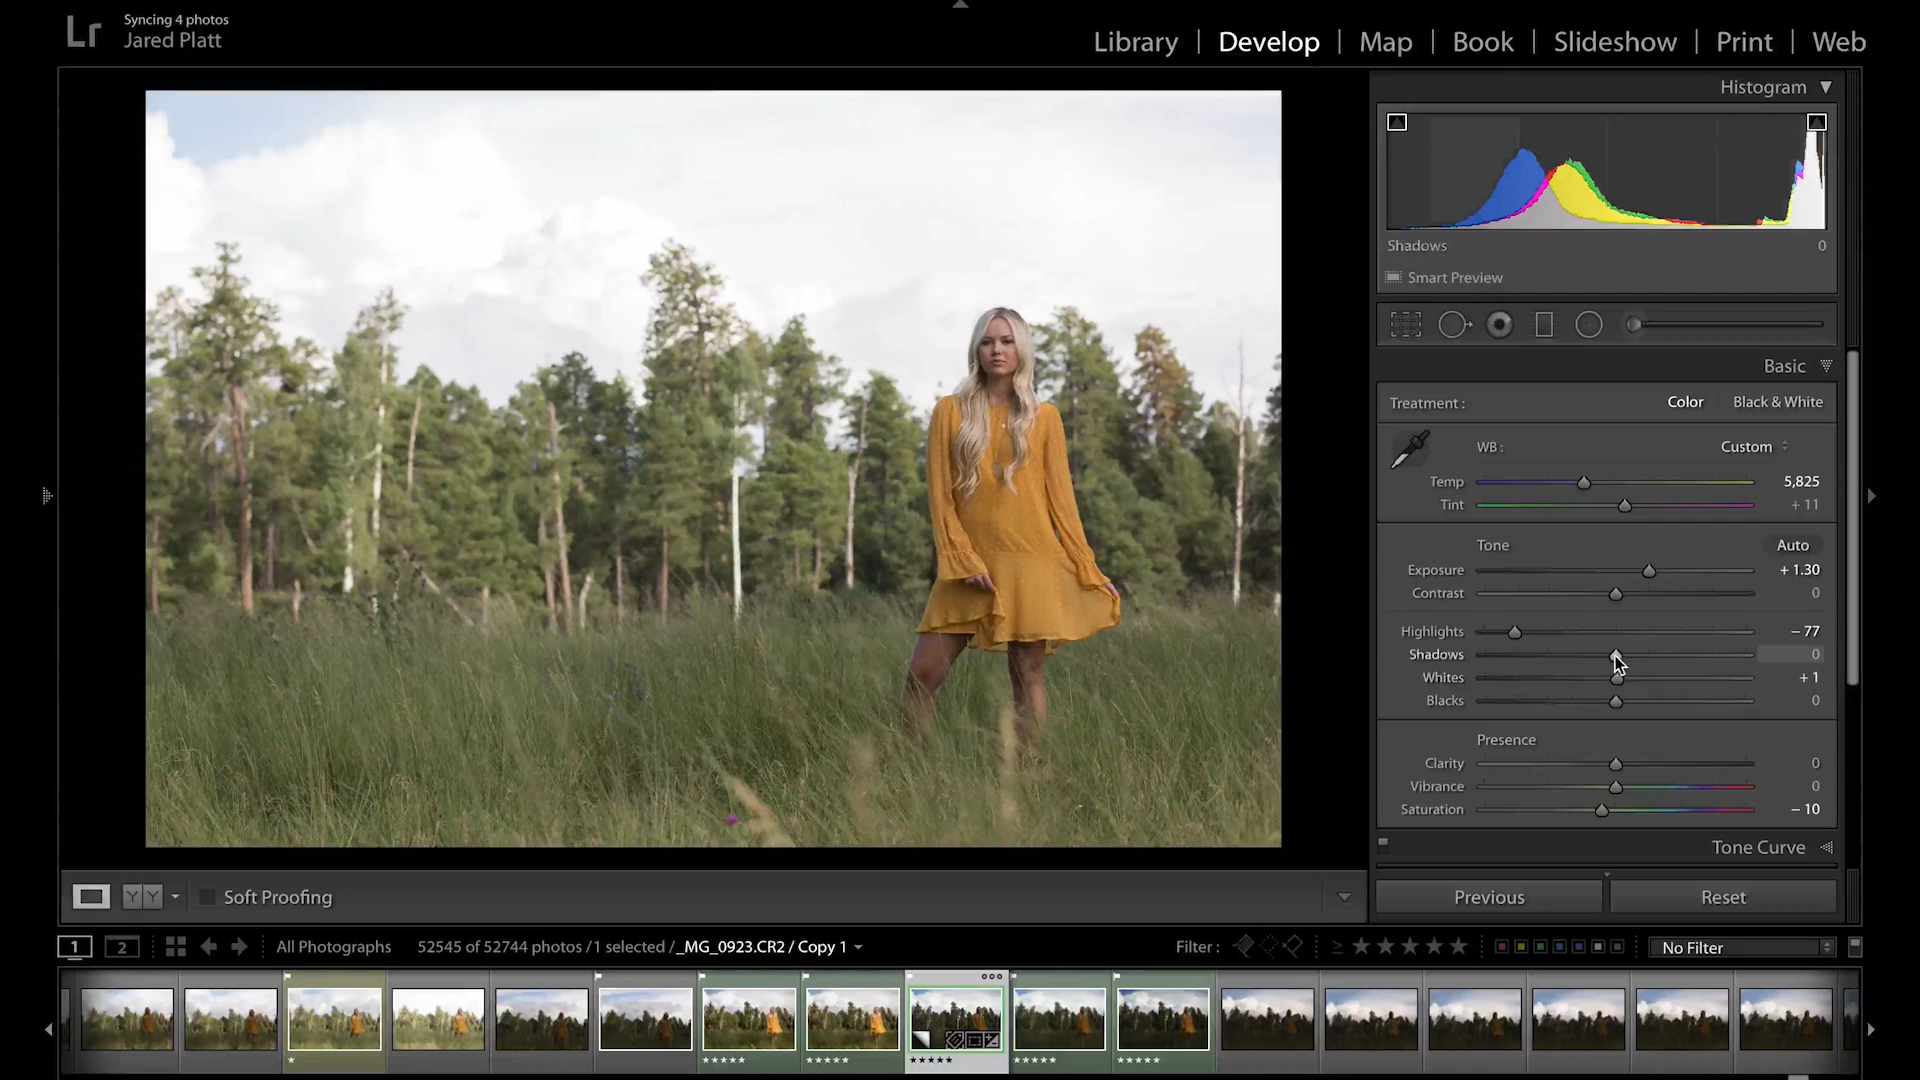 Lr
Syncing 4 photos
Jared Platt
Library | Develop | Map | Book | Slideshow | Print | Web
Histogram
Shadows 0
Smart Preview
Basic
Treatment : Color Black & White
WB : Custom
Temp 5,825
Tint + 11
Tone Auto
Exposure + 1.30
Contrast 0
Highlights – 77
Shadows 0
Whites + 1
Blacks 0
Presence
Clarity 0
Vibrance 0
Saturation – 10
Tone Curve
YY Soft Proofing
Previous Reset
1 2 All Photographs 52545 of 52744 photos / 1 selected / _MG_0923.CR2 / Copy 1 Filter : ≥ ★★★★★ No Filter